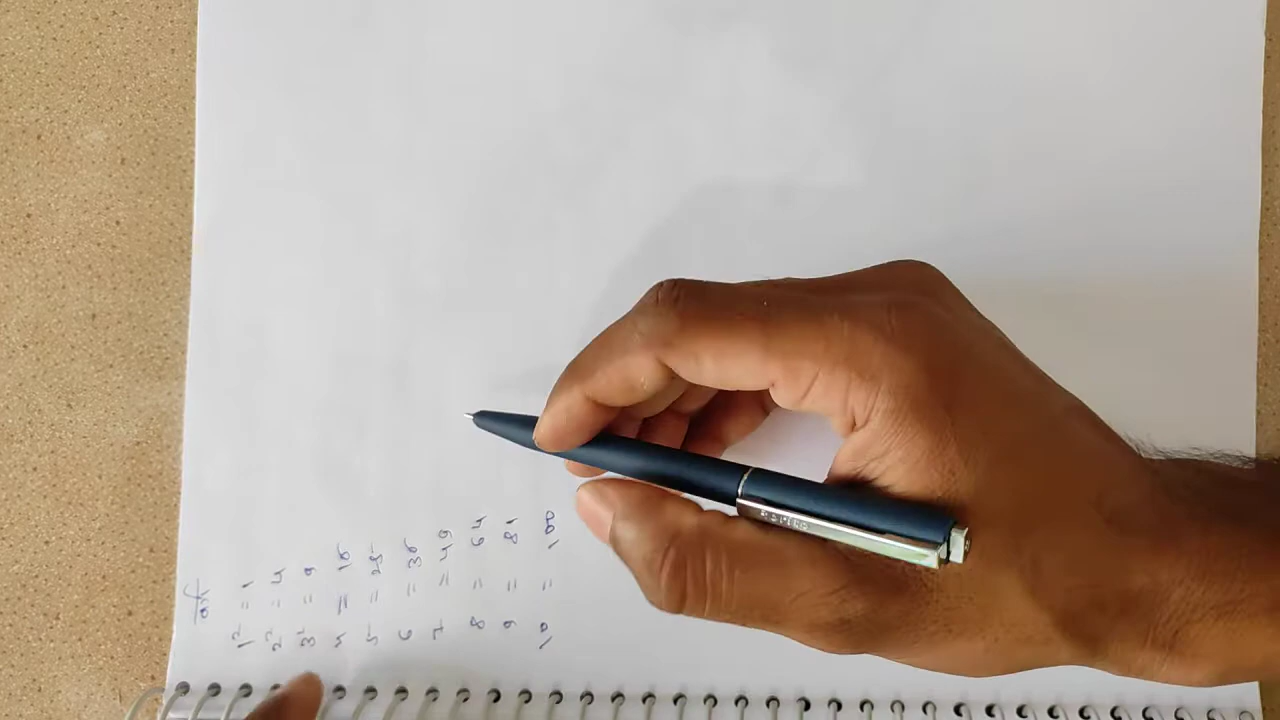 1² = 1
2² = 4
3² = 9
4 = 16
5 = 25
6 = 36
7 = 49
8 = 64
9 = 81
10 = 100